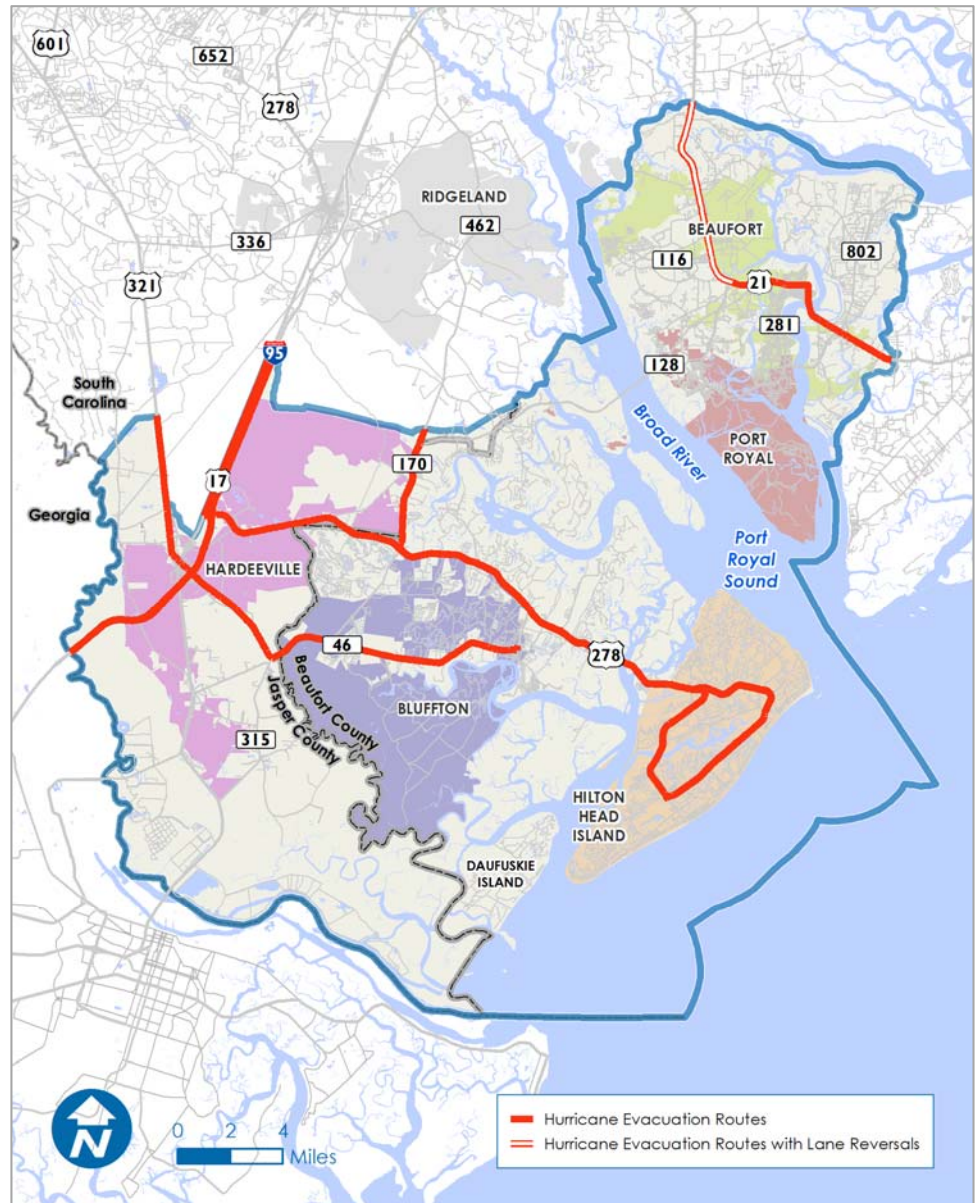 601
652
278
RIDGELAND
462
336
BEAUFORT
802
116
321
21
281
INTERSTATE
95
128
South
Carolina
Broad River
PORT
ROYAL
170
17
Georgia
Port
Royal
Sound
HARDEEVILLE
46
278
Beaufort County
Jasper County
BLUFFTON
315
HILTON
HEAD
ISLAND
DAUFUSKIE
ISLAND
N
0 2 4
Miles
Hurricane Evacuation Routes
Hurricane Evacuation Routes with Lane Reversals